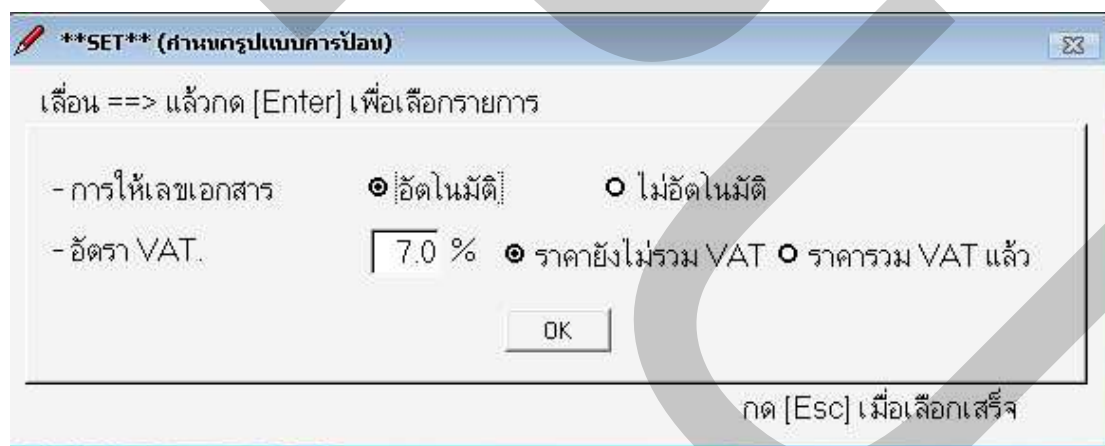 **SET** (กำหนดรูปแบบการป้อน)
เลื่อน ==> แล้วกด [Enter] เพื่อเลือกรายการ
- การให้เลขเอกสาร อัตโนมัติ ไม่อัตโนมัติ
- อัตรา VAT. 7.0 % ราคายังไม่รวม VAT ราคารวม VAT แล้ว
OK
กด [Esc] เมื่อเลือกเสร็จ